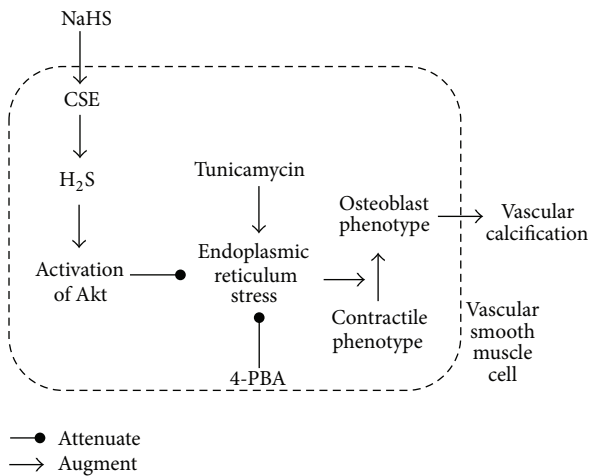 NaHS
CSE
H₂S
Activation
of Akt
Tunicamycin
Endoplasmic
reticulum
stress
4-PBA
Osteoblast
phenotype
Contractile
phenotype
Vascular
calcification
Vascular
smooth
muscle
cell
Attenuate
Augment